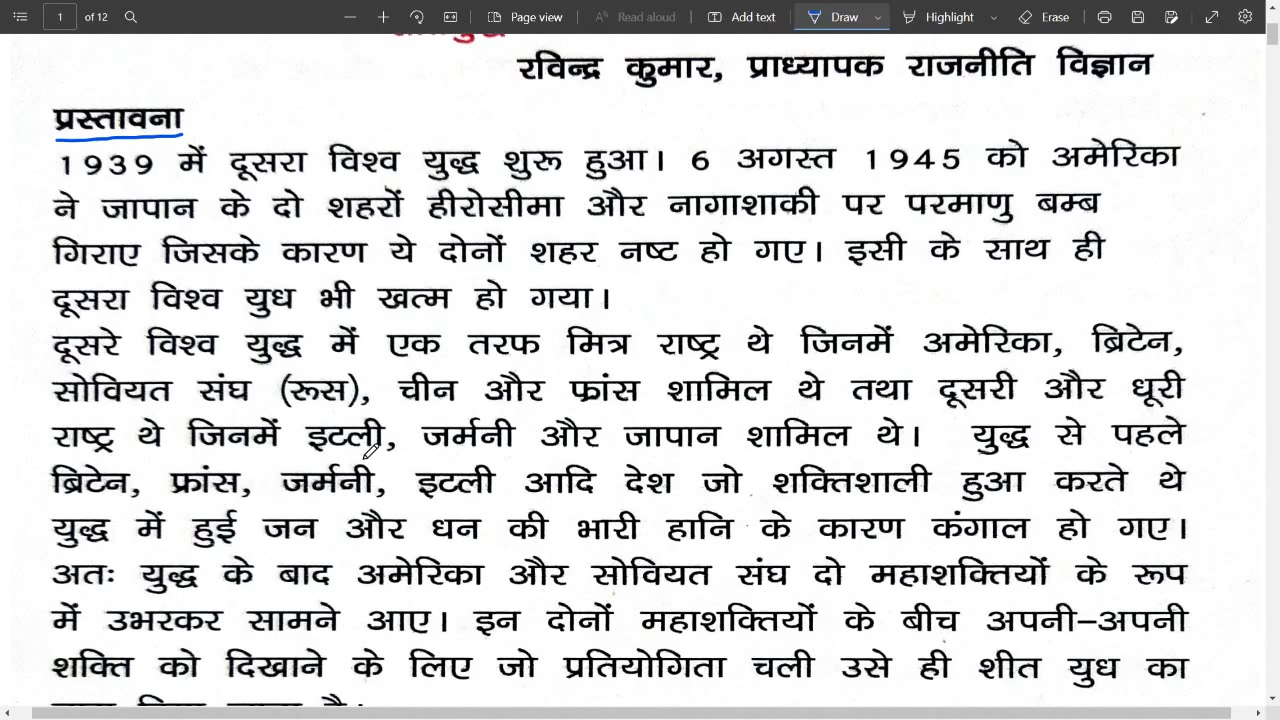 1 of 12 Page view Read aloud Add text Draw Highlight Erase
रविन्द्र कुमार, प्राध्यापक राजनीति विज्ञान
प्रस्तावना
1939 में दूसरा विश्व युद्ध शुरू हुआ। 6 अगस्त 1945 को अमेरिका
ने जापान के दो शहरों हीरोसीमा और नागाशाकी पर परमाणु बम्ब
गिराए जिसके कारण ये दोनों शहर नष्ट हो गए। इसी के साथ ही
दूसरा विश्व युध भी खत्म हो गया।
दूसरे विश्व युद्ध में एक तरफ मित्र राष्ट्र थे जिनमें अमेरिका, ब्रिटेन,
सोवियत संघ (रूस), चीन और फ्रांस शामिल थे तथा दूसरी और धूरी
राष्ट्र थे जिनमें इटली, जर्मनी और जापान शामिल थे। युद्ध से पहले
ब्रिटेन, फ्रांस, जर्मनी, इटली आदि देश जो शक्तिशाली हुआ करते थे
युद्ध में हुई जन और धन की भारी हानि के कारण कंगाल हो गए।
अतः युद्ध के बाद अमेरिका और सोवियत संघ दो महाशक्तियों के रूप
में उभरकर सामने आए। इन दोनों महाशक्तियों के बीच अपनी–अपनी
शक्ति को दिखाने के लिए जो प्रतियोगिता चली उसे ही शीत युध का